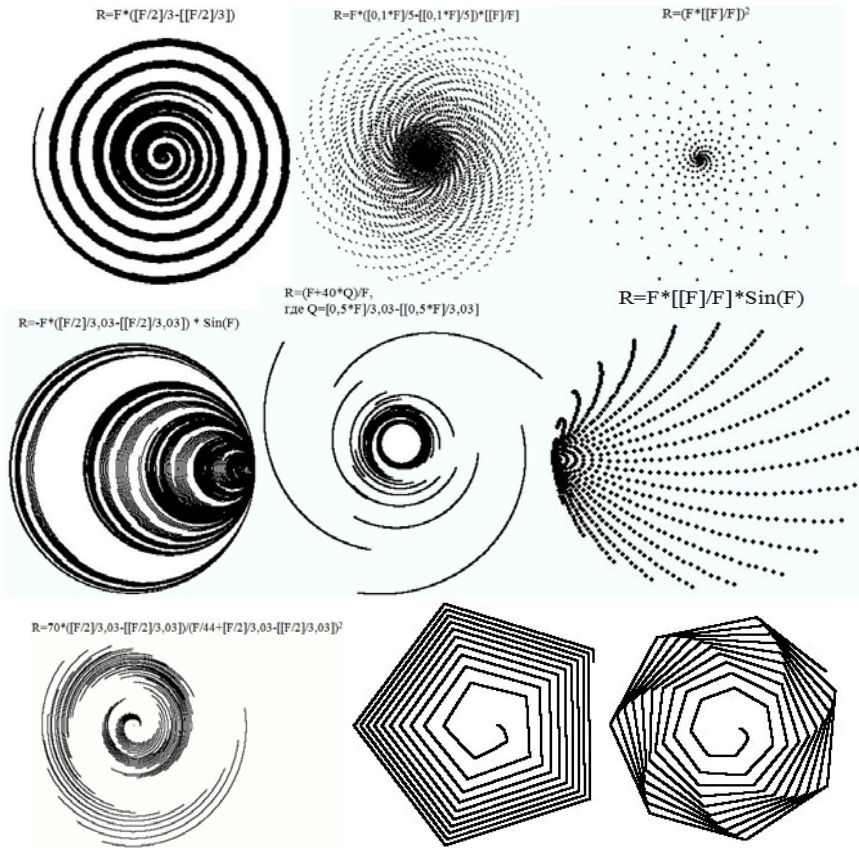 R=F*([F/2]/3-[[F/2]/3])
R=F*([0,1*F]/5-[[0,1*F]/5])*[[F]/F]
R=(F*[[F]/F])²
R=-F*([F/2]/3,03-[[F/2]/3,03]) * Sin(F)
R=(F+40*Q)/F,
где Q=[0,5*F]/3,03-[[0,5*F]/3,03]
R=F*[[F]/F]*Sin(F)
R=70*([F/2]/3,03-[[F/2]/3,03])/(F/44+[F/2]/3,03-[[F/2]/3,03])²